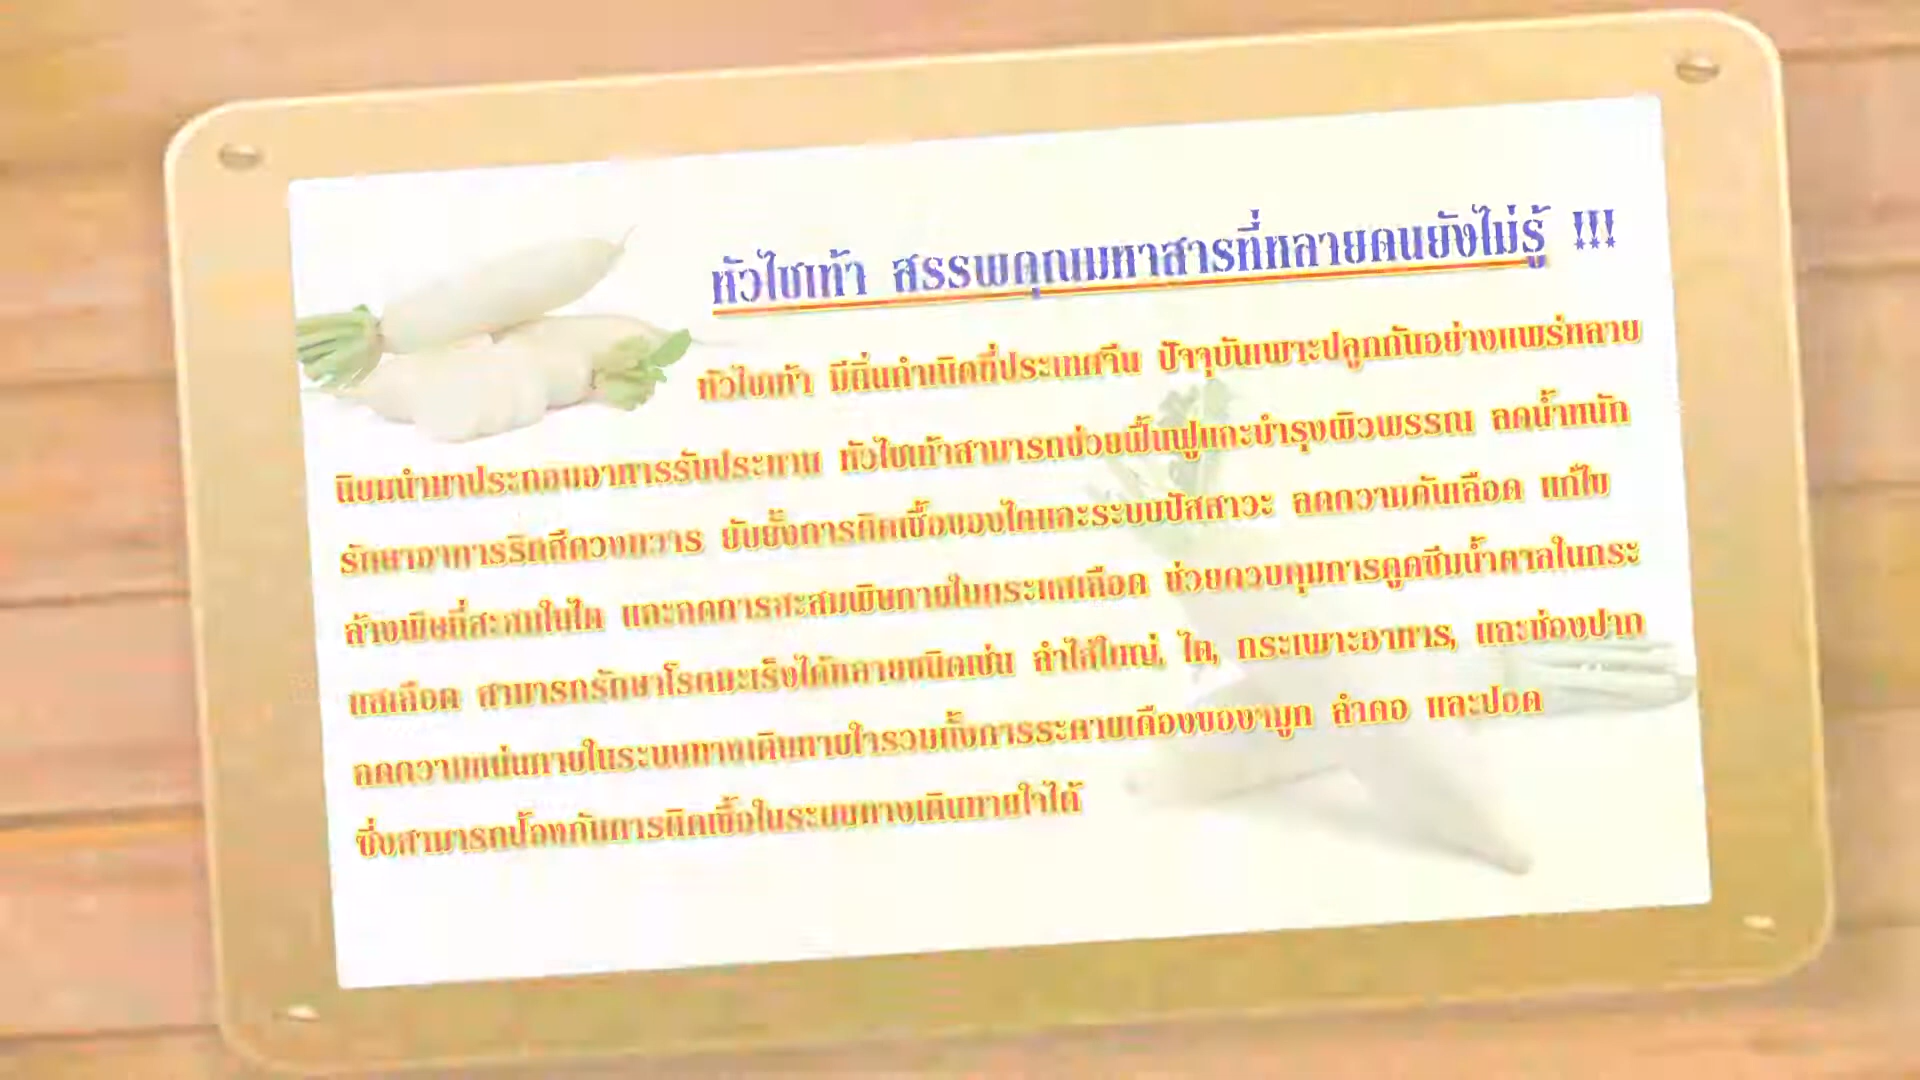 หัวไชเท้า สรรพคุณมหาสารที่หลายคนยังไม่รู้ !!!
หัวไชเท้า มีถิ่นกำเนิดที่ประเทศจีน ปัจจุบันเพาะปลูกกันอย่างแพร่หลาย
นิยมนำมาประกอบอาหารรับประทาน หัวไชเท้าสามารถช่วยฟื้นฟูและบำรุงผิวพรรณ ลดน้ำหนัก
รักษาอาการริดสีดวงทวาร ยับยั้งการติดเชื้อของไตและระบบปัสสาวะ ลดความดันเลือด แก้ไข
ล้างพิษที่สะสมในไต และลดการสะสมพิษภายในกระแสเลือด ช่วยควบคุมการดูดซึมน้ำตาลในกระ
แสเลือด สามารถรักษาโรคมะเร็งได้หลายชนิดเช่น ลำไส้ใหญ่, ไต, กระเพาะอาหาร, และช่องปาก
ลดความหนาในระบบทางเดินหายใจรวมทั้งการระคายเคืองของจมูก ลำคอ และปอด
ซึ่งสามารถป้องกันการติดเชื้อในระบบทางเดินหายใจได้